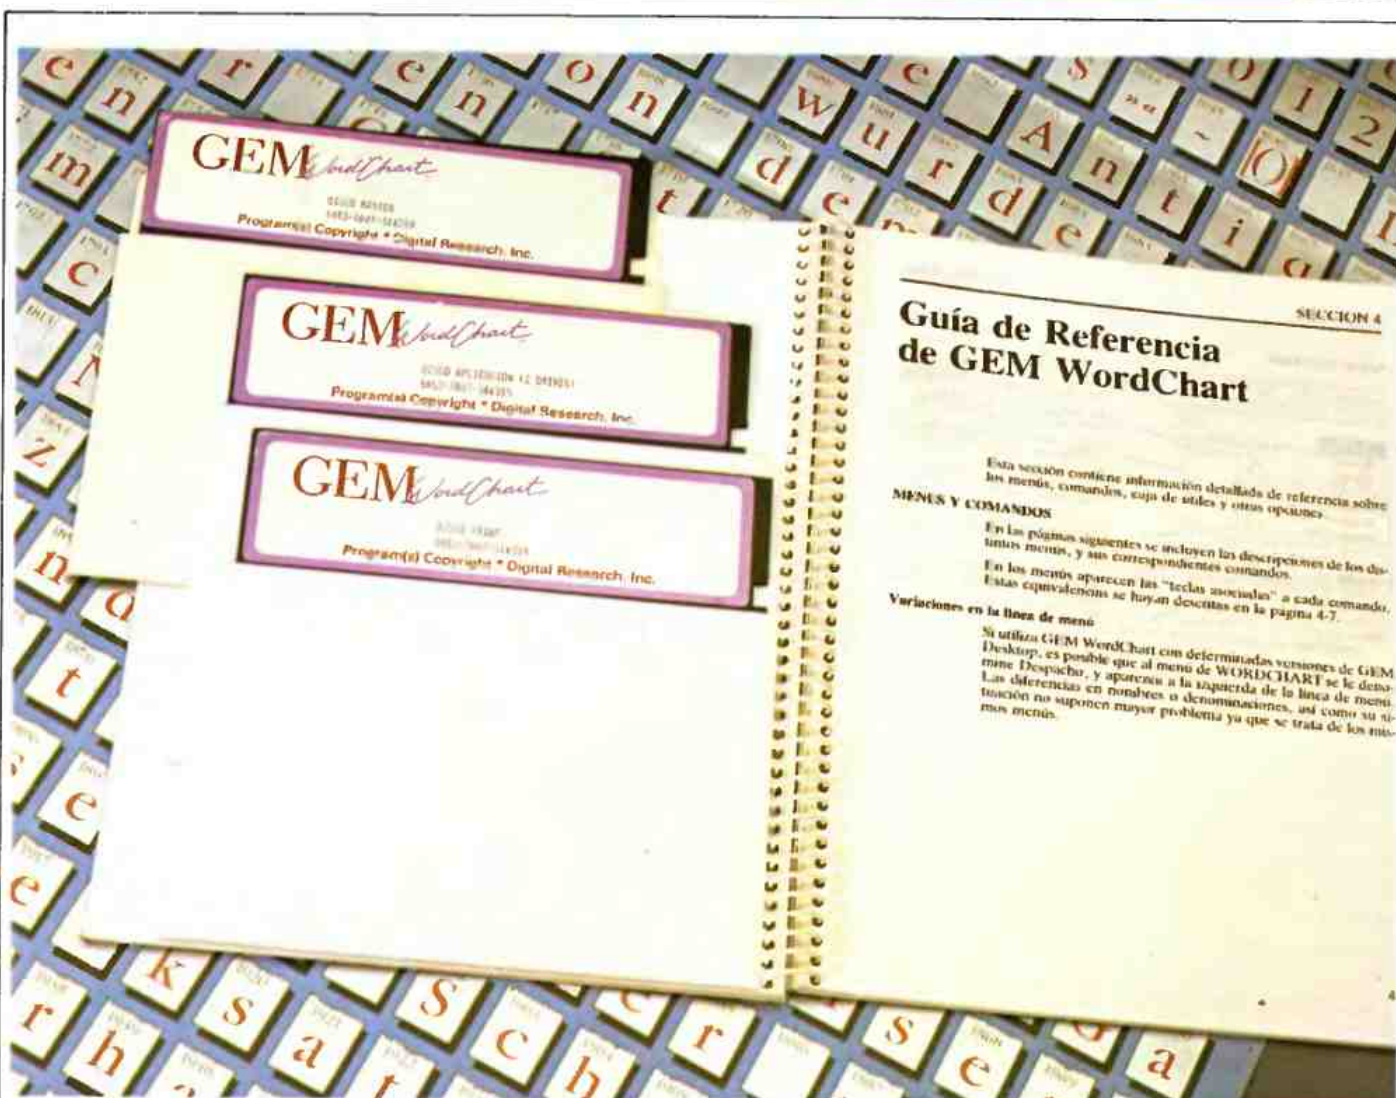 GEM WordChart
DISCO MASTER
Program(s) Copyright * Digital Research, Inc.
GEM WordChart
Program(s) Copyright * Digital Research, Inc.
GEM WordChart
Program(s) Copyright * Digital Research, Inc.
SECCION 4
Guía de Referencia
de GEM WordChart
Esta sección contiene información detallada de referencia sobre
los menús, comandos, caja de utiles y otras opciones.
MENUS Y COMANDOS
En las páginas siguientes se incluyen las descripciones de los dis-
tintos menús, y sus correspondientes comandos.
En los menús aparecen las "teclas asociadas" a cada comando.
Estas equivalencias se hayan descritas en la página 4-7.
Variaciones en la linea de menú
Si utiliza GEM WordChart con determinadas versiones de GEM
Desktop, es posible que al menú de WORDCHART se le deno-
mine Despacho, y aparezca a la izquierda de la linea de menú
Las diferencias en nombres o denominaciones, así como su si-
tuación no suponen mayor problema ya que se trata de los mis-
mos menús.